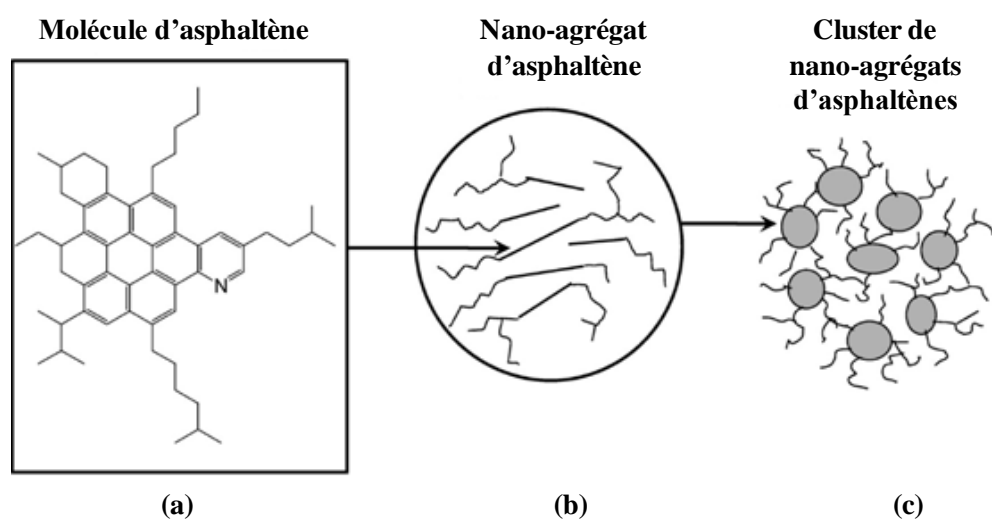 Molécule d’asphaltène
Nano-agrégat
d’asphaltène
Cluster de
nano-agrégats
d’asphaltènes
N
(a)
(b)
(c)